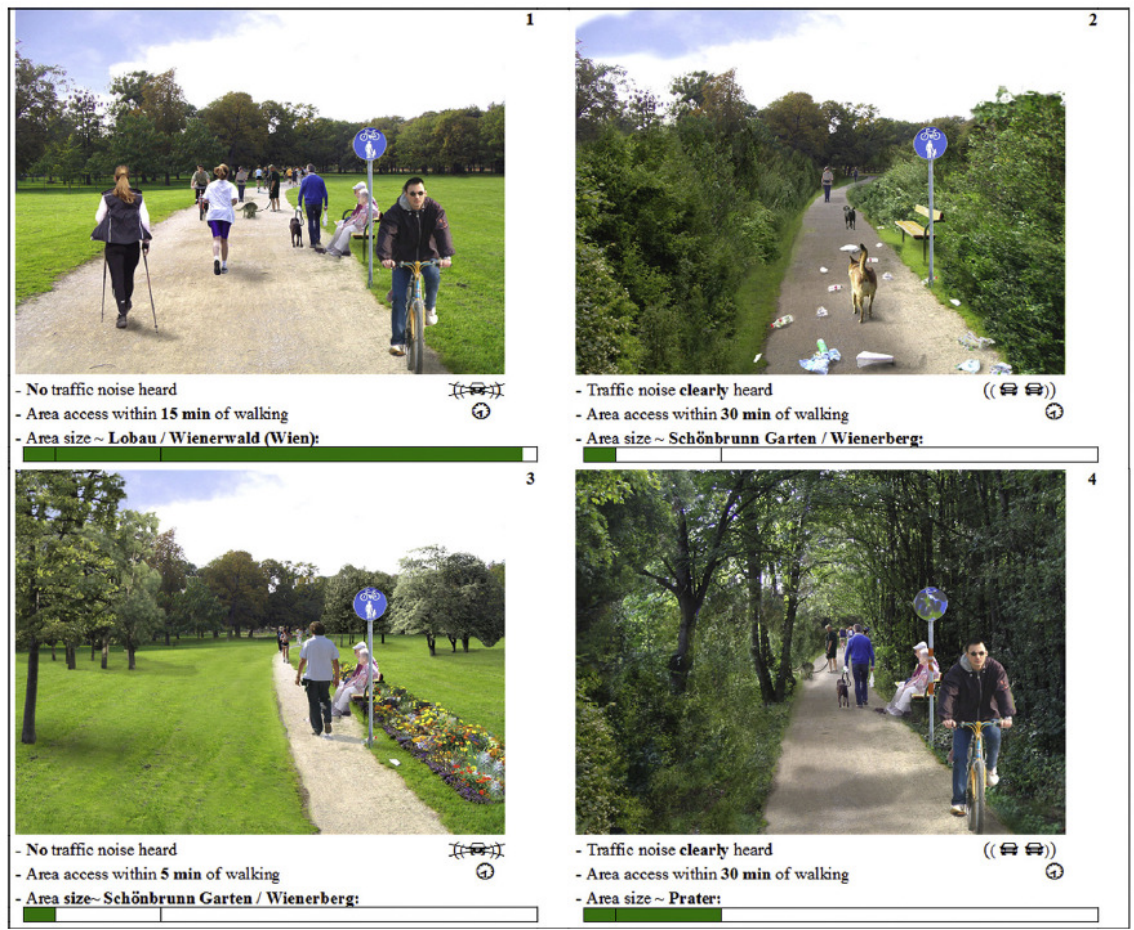 1
- No traffic noise heard
- Area access within 15 min of walking
- Area size ~ Lobau / Wienerwald (Wien):
2
- Traffic noise clearly heard
- Area access within 30 min of walking
- Area size ~ Schönbrunn Garten / Wienerberg:
3
- No traffic noise heard
- Area access within 5 min of walking
- Area size~ Schönbrunn Garten / Wienerberg:
4
- Traffic noise clearly heard
- Area access within 30 min of walking
- Area size ~ Prater: